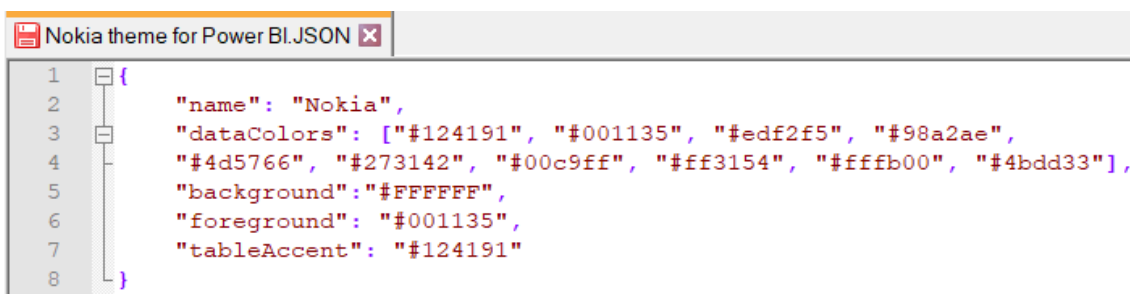 Nokia theme for Power BI.JSON
1 {
2 "name": "Nokia",
3 "dataColors": ["#124191", "#001135", "#edf2f5", "#98a2ae",
4 "#4d5766", "#273142", "#00c9ff", "#ff3154", "#fffb00", "#4bdd33"],
5 "background":"#FFFFFF",
6 "foreground": "#001135",
7 "tableAccent": "#124191"
8 }